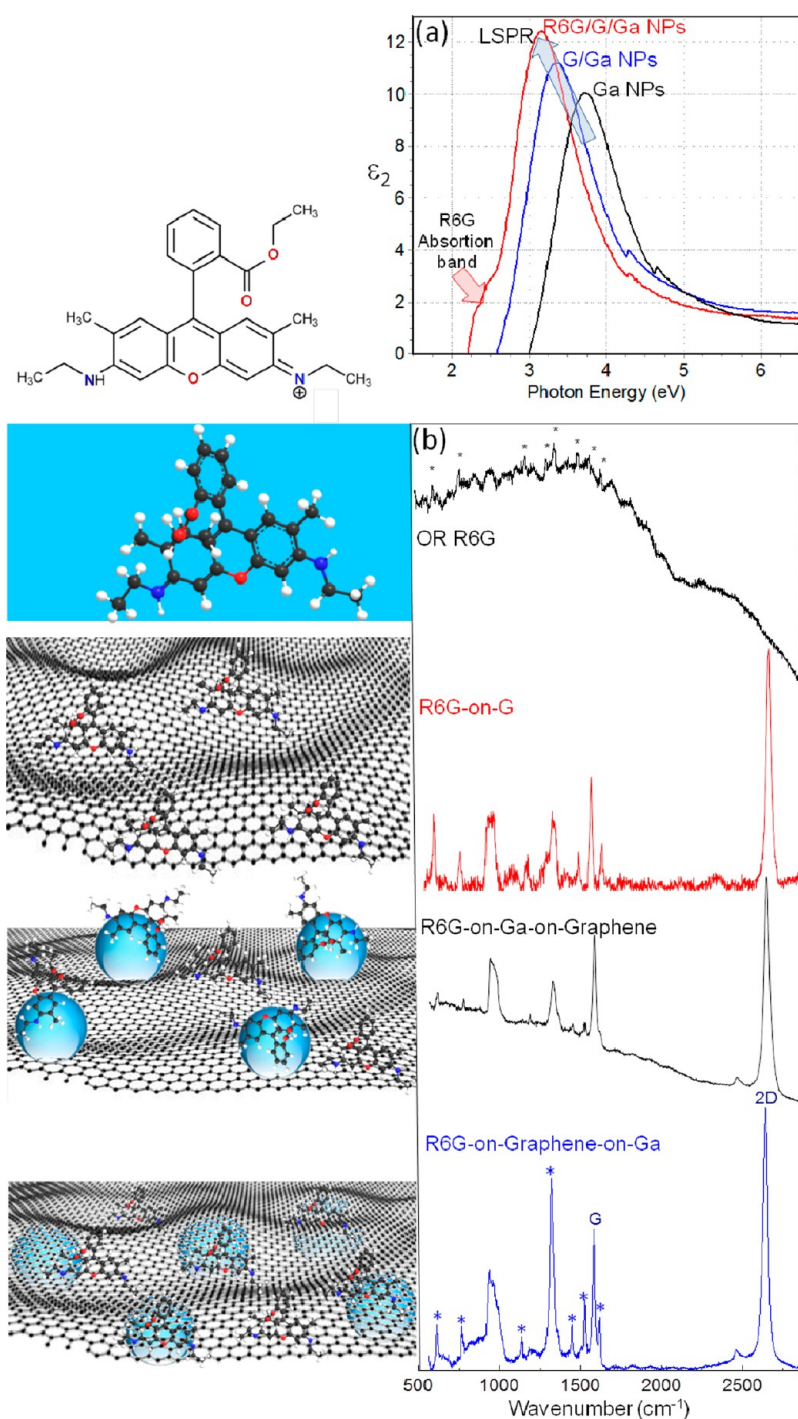 (a)
LSPR
R6G/G/Ga NPs
G/Ga NPs
Ga NPs
ε2
12
10
8
6
4
2
0
R6G
Absortion
band
2
3
4
5
6
Photon Energy (eV)
CH3
O
O
H3C
CH3
H3C
NH
O
N
⊕
CH3
(b)
* * * * * * * *
OR R6G
R6G-on-G
R6G-on-Ga-on-Graphene
2D
R6G-on-Graphene-on-Ga
*
G
* * * * * *
500 1000 1500 2000 2500
Wavenumber (cm-1)